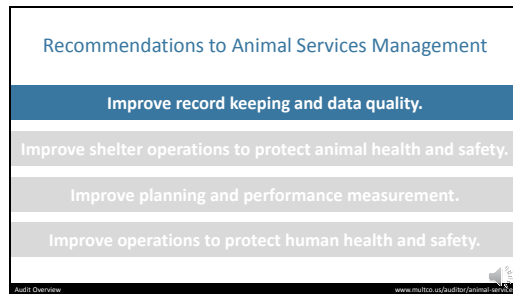 Recommendations to Animal Services Management
Improve record keeping and data quality.
Improve shelter operations to protect animal health and safety.
Improve planning and performance measurement.
Improve operations to protect human health and safety.
Audit Overview
www.multco.us/auditor/animal-services